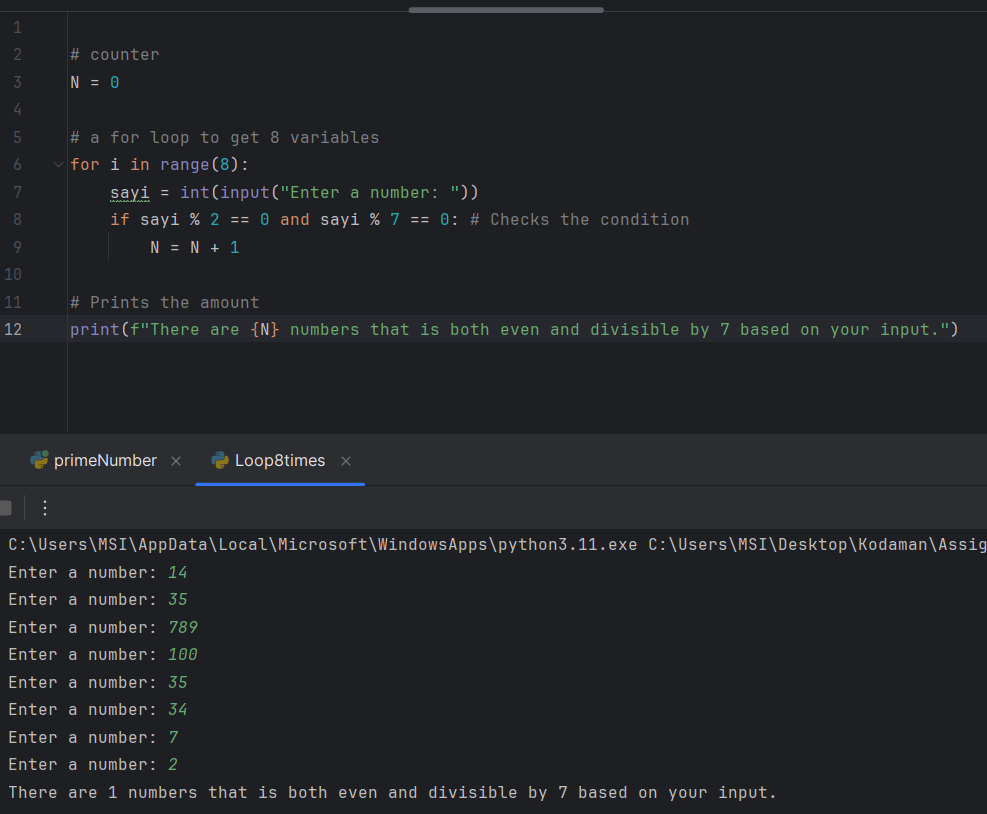 1
2 # counter
3 N = 0
4
5 # a for loop to get 8 variables
6 for i in range(8):
7 sayi = int(input("Enter a number: "))
8 if sayi % 2 == 0 and sayi % 7 == 0: # Checks the condition
9 N = N + 1
10
11 # Prints the amount
12 print(f"There are {N} numbers that is both even and divisible by 7 based on your input.")
primeNumber × Loop8times ×
C:\Users\MSI\AppData\Local\Microsoft\WindowsApps\python3.11.exe C:\Users\MSI\Desktop\Kodaman\Assig
Enter a number: 14
Enter a number: 35
Enter a number: 789
Enter a number: 100
Enter a number: 35
Enter a number: 34
Enter a number: 7
Enter a number: 2
There are 1 numbers that is both even and divisible by 7 based on your input.